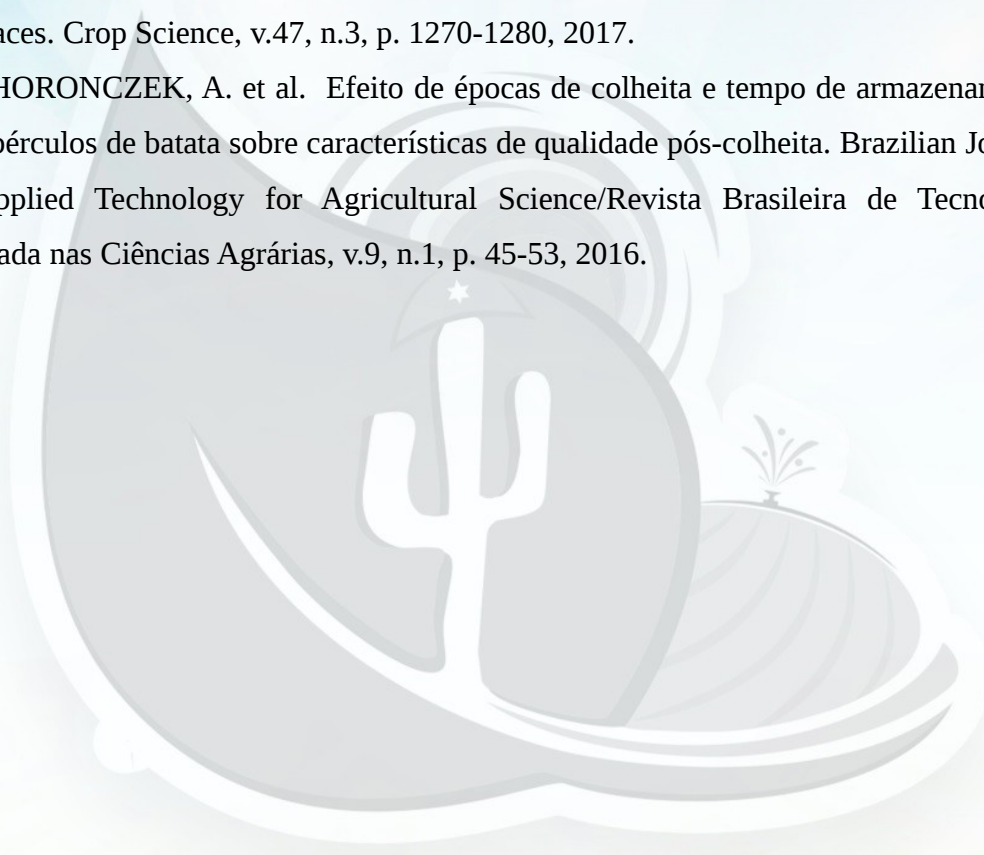 aces. Crop Science, v.47, n.3, p. 1270-1280, 2017.
HORONCZEK, A. et al. Efeito de épocas de colheita e tempo de armazenar
pérculos de batata sobre características de qualidade pós-colheita. Brazilian Jo
pplied Technology for Agricultural Science/Revista Brasileira de Tecno
ada nas Ciências Agrárias, v.9, n.1, p. 45-53, 2016.